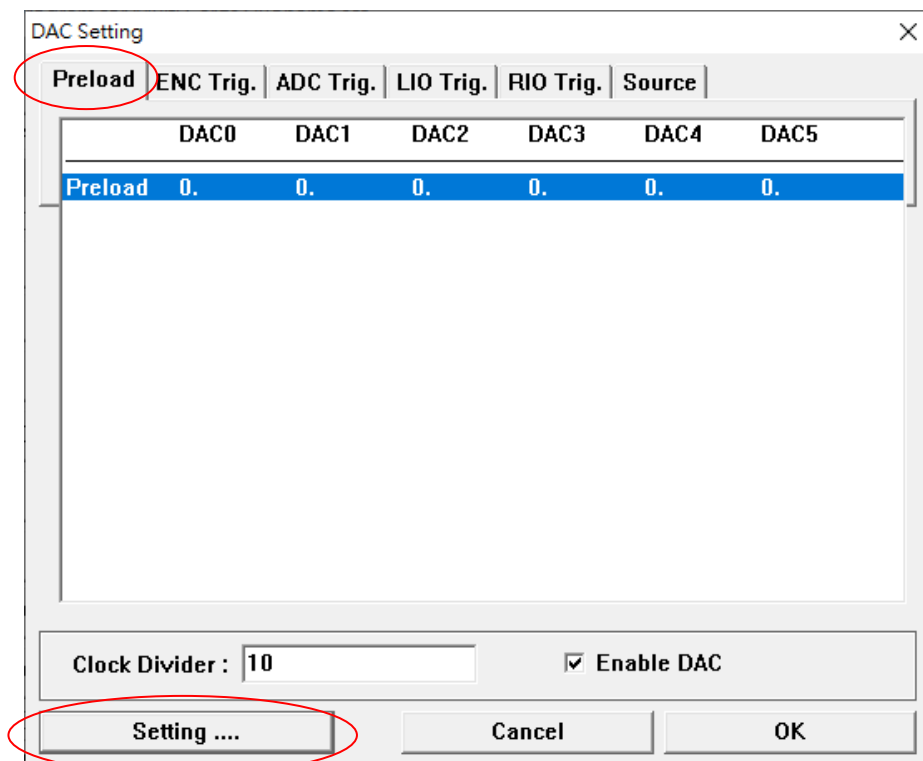 DAC Setting
Preload ENC Trig. ADC Trig. LIO Trig. RIO Trig. Source
DAC0 DAC1 DAC2 DAC3 DAC4 DAC5
Preload 0. 0. 0. 0. 0. 0.
Clock Divider : 10 Enable DAC
Setting .... Cancel OK